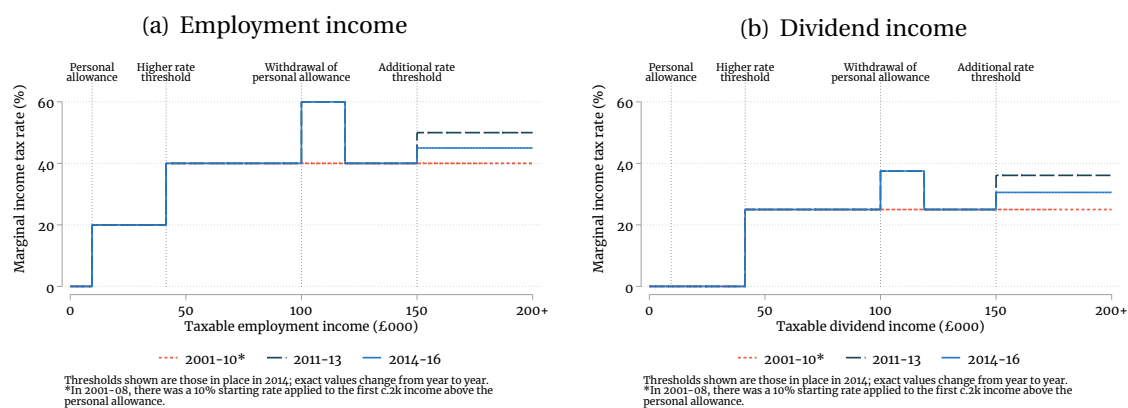 (a) Employment income
Personal
allowance
Higher rate
threshold
Withdrawal of
personal allowance
Additional rate
threshold
Marginal income tax rate (%)
60
40
20
0
0
50
100
150
200+
Taxable employment income (£000)
2001-10*
2011-13
2014-16
Thresholds shown are those in place in 2014; exact values change from year to year.
*In 2001-08, there was a 10% starting rate applied to the first c.2k income above the
personal allowance.
(b) Dividend income
Personal
allowance
Higher rate
threshold
Withdrawal of
personal allowance
Additional rate
threshold
Marginal income tax rate (%)
60
40
20
0
0
50
100
150
200+
Taxable dividend income (£000)
2001-10*
2011-13
2014-16
Thresholds shown are those in place in 2014; exact values change from year to year.
*In 2001-08, there was a 10% starting rate applied to the first c.2k income above the
personal allowance.